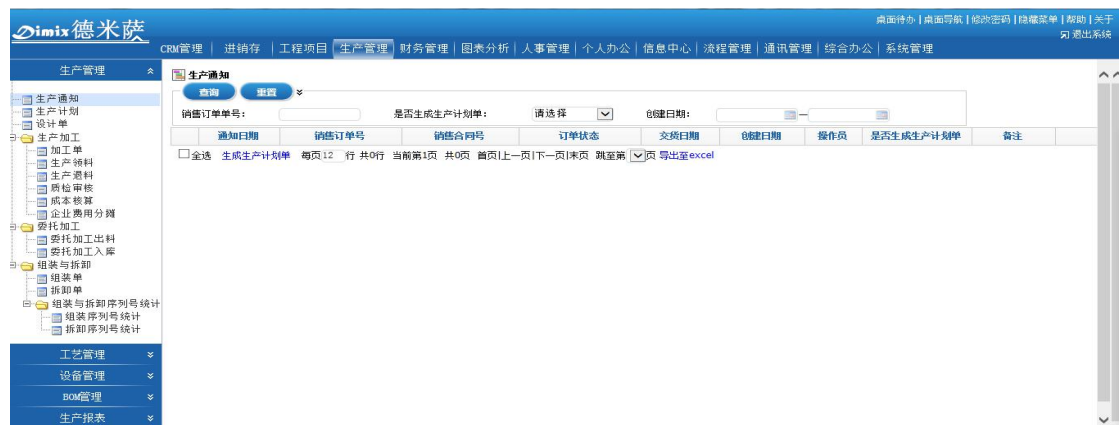 Dimix德米萨
桌面待办 | 桌面导航 | 修改密码 | 隐藏菜单 | 帮助 | 关于
退出系统
CRM管理 | 进销存 | 工程项目 | 生产管理 | 财务管理 | 图表分析 | 人事管理 | 个人办公 | 信息中心 | 流程管理 | 通讯管理 | 综合办公 | 系统管理
生产管理
生产通知
生产计划
设计单
生产加工
加工单
生产领料
生产退料
质检审核
成本核算
企业费用分摊
委托加工
委托加工出料
委托加工入库
组装与拆卸
组装单
拆卸单
组装与拆卸序列号统计
组装序列号统计
拆卸序列号统计
工艺管理
设备管理
BOM管理
生产报表
生产通知
查询 重置
销售订单单号: 是否生成生产计划单: 请选择 创建日期: —
通知日期 销售订单号 销售合同号 订单状态 交货日期 创建日期 操作员 是否生成生产计划单 备注
全选 生成生产计划单 每页12 行 共0行 当前第1页 共0页 首页|上一页|下一页|末页 跳至第 页 导出至excel